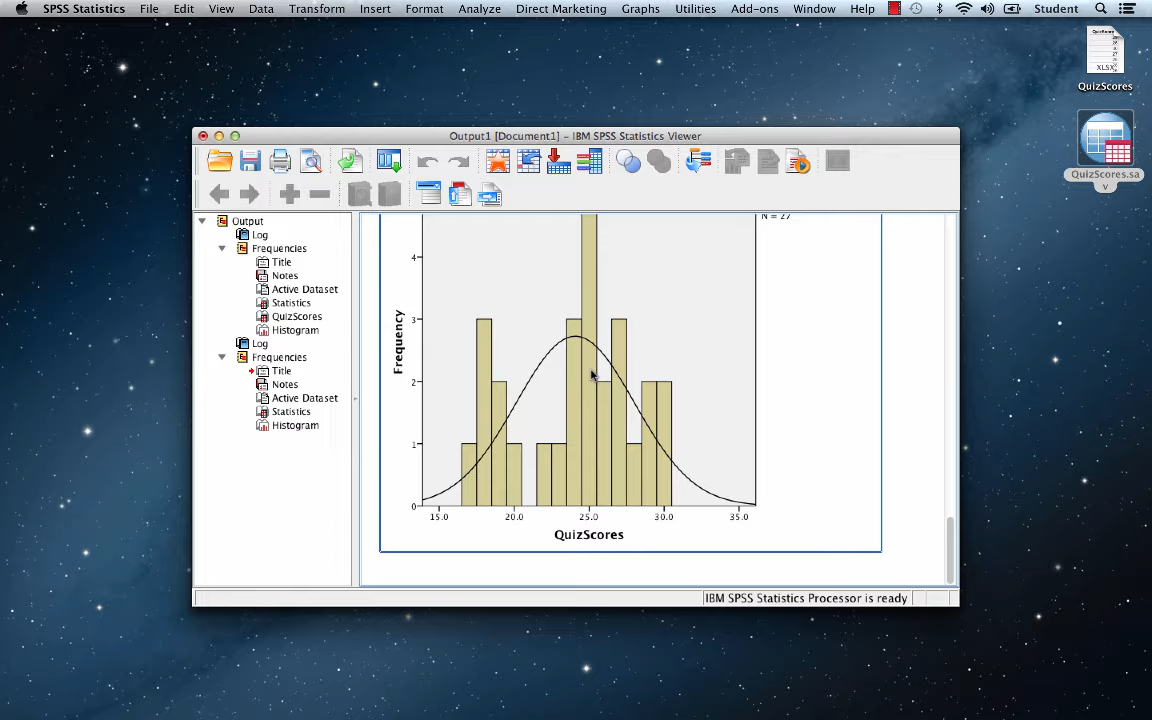 SPSS Statistics File Edit View Data Transform Insert Format Analyze Direct Marketing Graphs Utilities Add-ons Window Help Student
QuizScores
XLSX
QuizScores
QuizScores.sa
v
Output1 [Document1] – IBM SPSS Statistics Viewer
Output
Log
Frequencies
Title
Notes
Active Dataset
Statistics
QuizScores
Histogram
Log
Frequencies
Title
Notes
Active Dataset
Statistics
Histogram
N = 27
Frequency
4
3
2
1
0
15.0 20.0 25.0 30.0 35.0
QuizScores
IBM SPSS Statistics Processor is ready